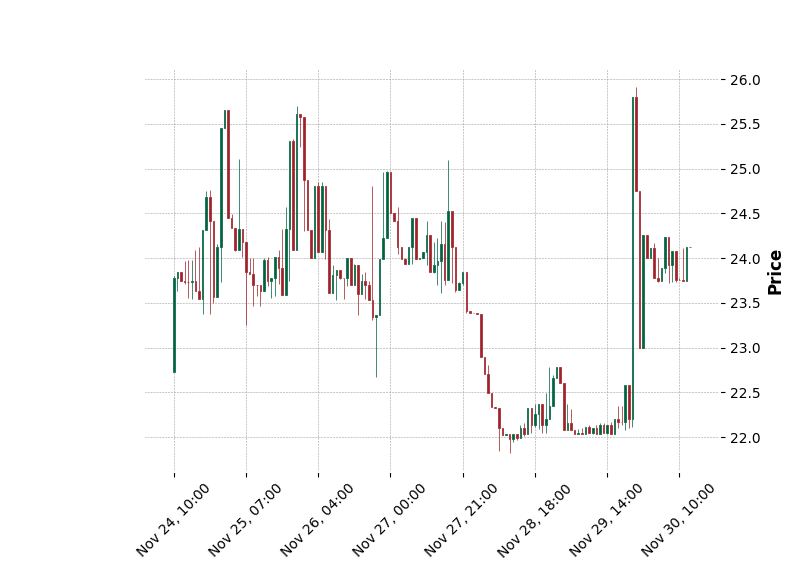 26.0
25.5
25.0
24.5
24.0
23.5
23.0
22.5
22.0
Price
Nov 24, 10:00
Nov 25, 07:00
Nov 26, 04:00
Nov 27, 00:00
Nov 27, 21:00
Nov 28, 18:00
Nov 29, 14:00
Nov 30, 10:00